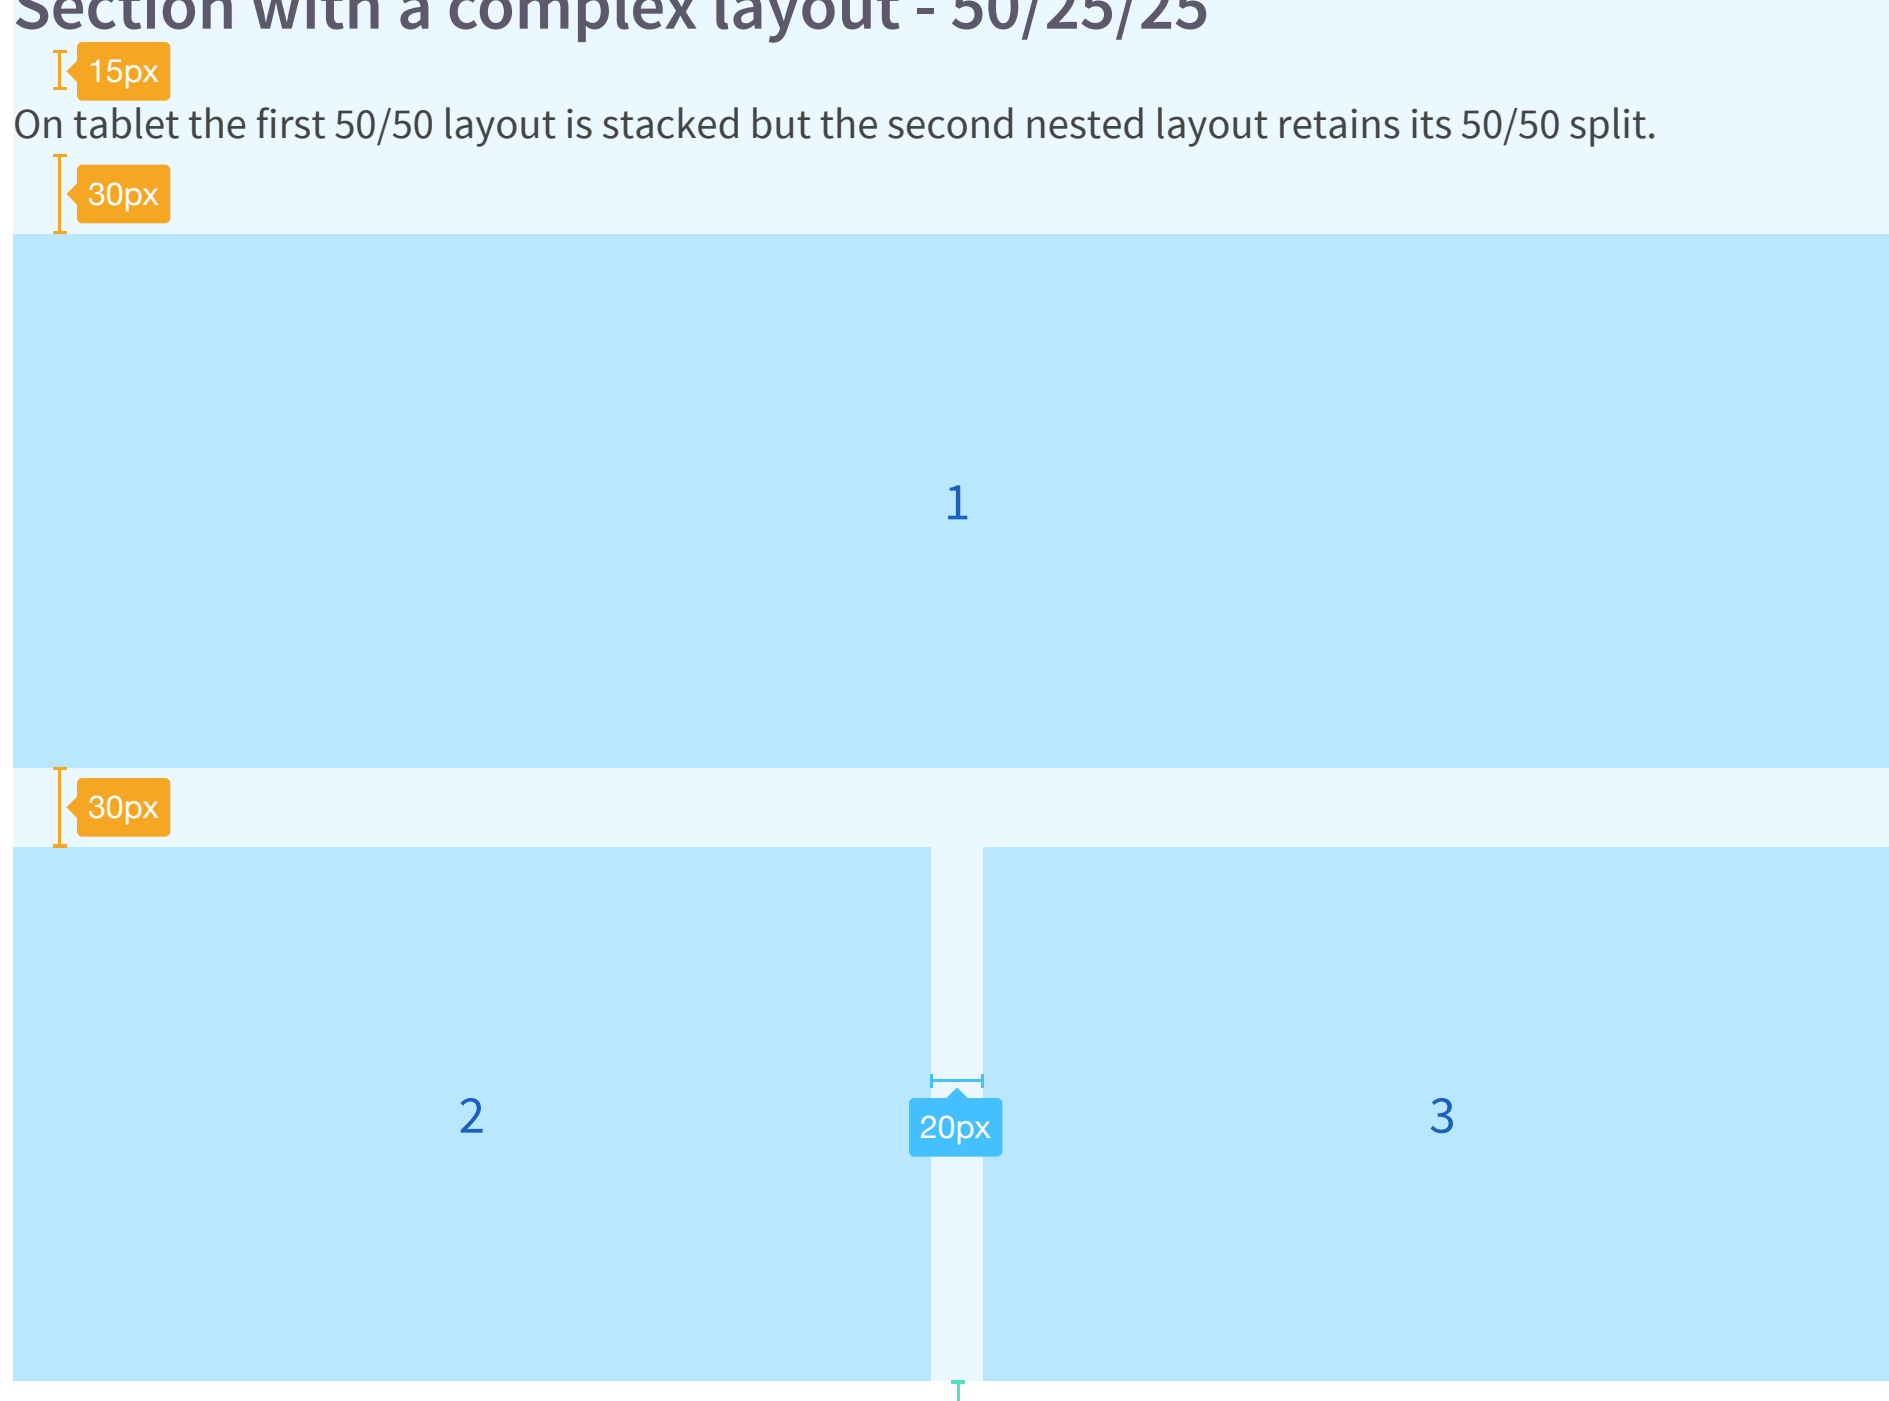 Section with a complex layout - 50/25/25
15px
On tablet the first 50/50 layout is stacked but the second nested layout retains its 50/50 split.
30px
1
30px
2
20px
3